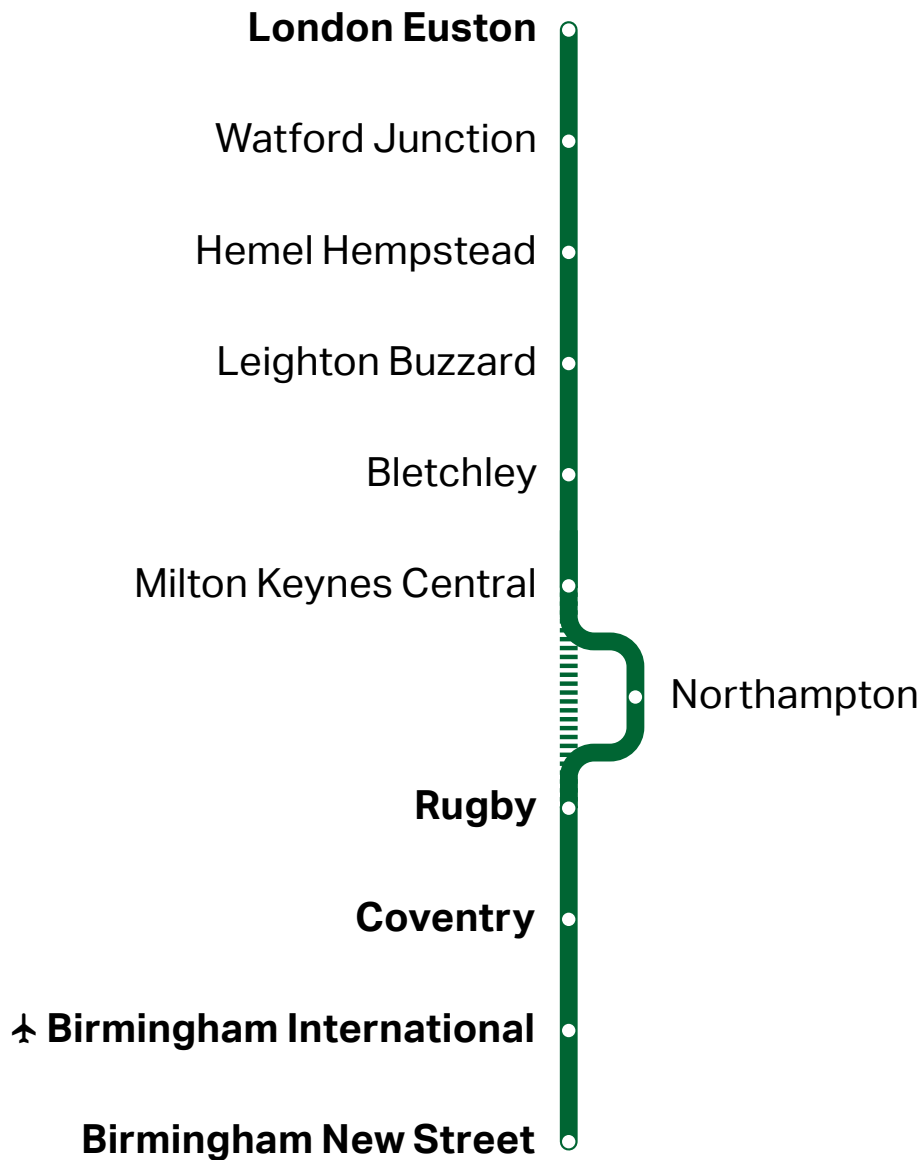 London Euston
Watford Junction
Hemel Hempstead
Leighton Buzzard
Bletchley
Milton Keynes Central
Northampton
Rugby
Coventry
Birmingham International
Birmingham New Street